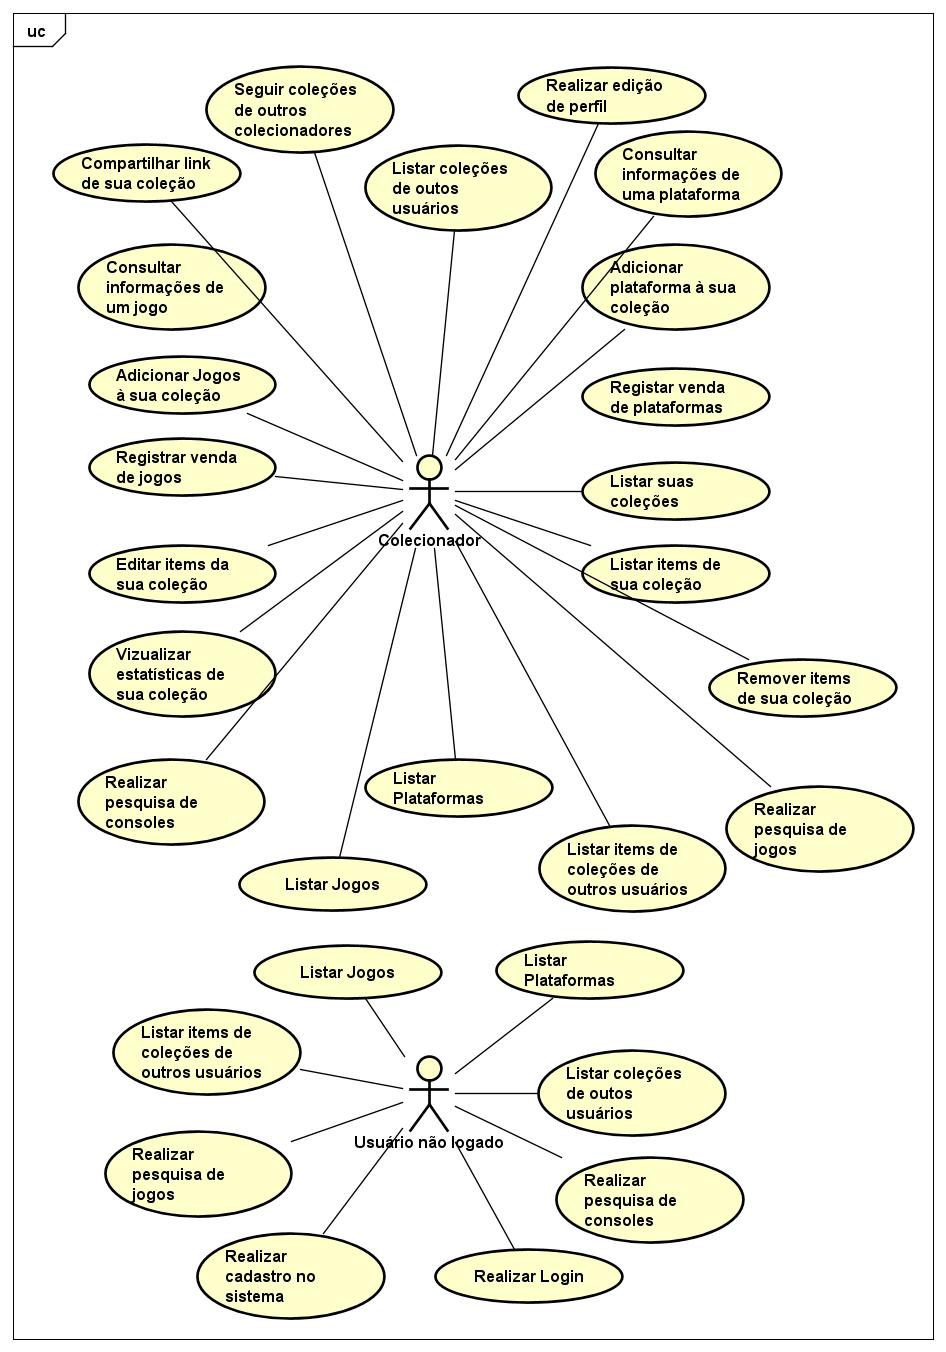 uc
Seguir coleções
de outros
colecionadores
Realizar edição
de perfil
Compartilhar link
de sua coleção
Listar coleções
de outos
usuários
Consultar
informações de
uma plataforma
Consultar
informações de
um jogo
Adicionar
plataforma à sua
coleção
Adicionar Jogos
à sua coleção
Registar venda
de plataformas
Registrar venda
de jogos
Listar suas
coleções
Colecionador
Editar items da
sua coleção
Listar items de
sua coleção
Vizualizar
estatísticas de
sua coleção
Remover items
de sua coleção
Realizar
pesquisa de
consoles
Listar
Plataformas
Realizar
pesquisa de
jogos
Listar Jogos
Listar items de
coleções de
outros usuários
Listar Jogos
Listar
Plataformas
Listar items de
coleções de
outros usuários
Listar coleções
de outos
usuários
Usuário não logado
Realizar
pesquisa de
jogos
Realizar
pesquisa de
consoles
Realizar
cadastro no
sistema
Realizar Login